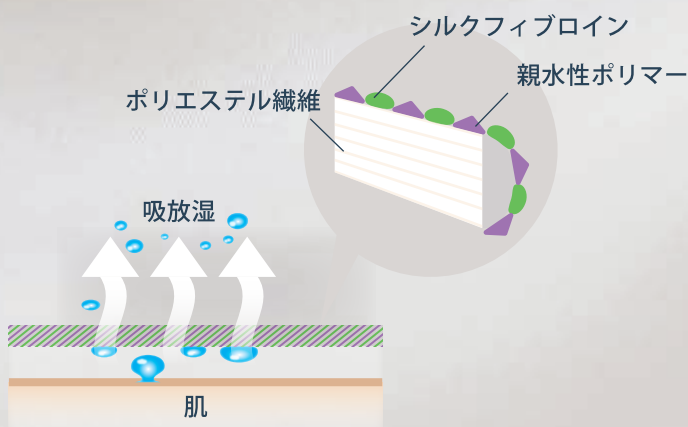 シルクフィブロイン
親水性ポリマー
ポリエステル繊維
吸放湿
肌